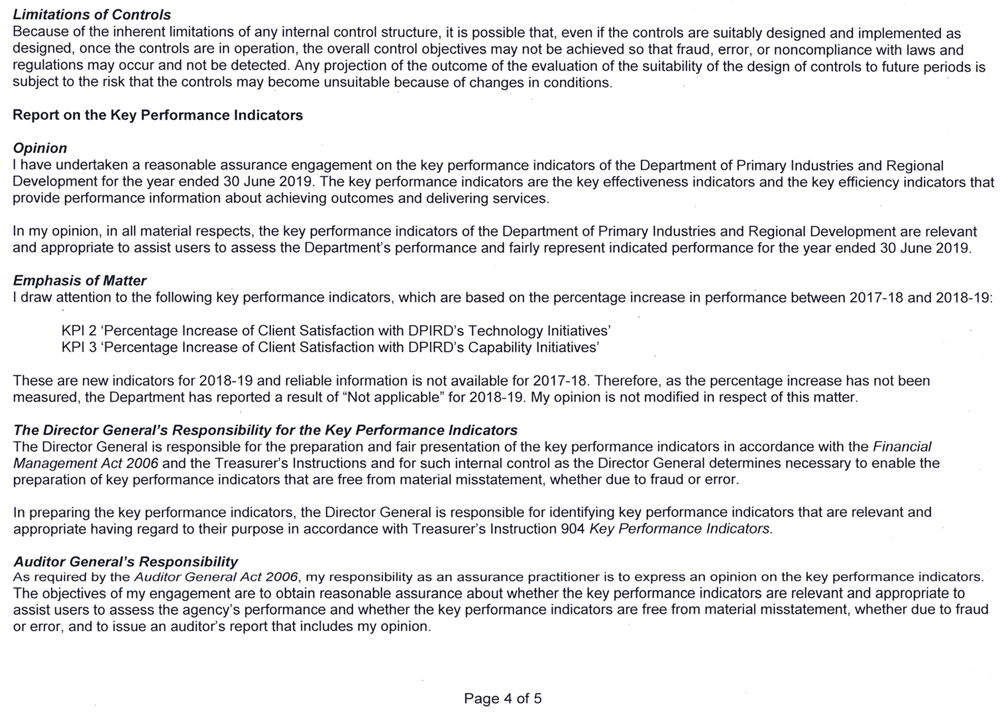 Limitations of Controls
Because of the inherent limitations of any internal control structure, it is possible that, even if the controls are suitably designed and implemented as
designed, once the controls are in operation, the overall control objectives may not be achieved so that fraud, error, or noncompliance with laws and
regulations may occur and not be detected. Any projection of the outcome of the evaluation of the suitability of the design of controls to future periods is
subject to the risk that the controls may become unsuitable because of changes in conditions.
Report on the Key Performance Indicators
Opinion
I have undertaken a reasonable assurance engagement on the key performance indicators of the Department of Primary Industries and Regional
Development for the year ended 30 June 2019. The key performance indicators are the key effectiveness indicators and the key efficiency indicators that
provide performance information about achieving outcomes and delivering services.
In my opinion, in all material respects, the key performance indicators of the Department of Primary Industries and Regional Development are relevant
and appropriate to assist users to assess the Department's performance and fairly represent indicated performance for the year ended 30 June 2019.
Emphasis of Matter
I draw attention to the following key performance indicators, which are based on the percentage increase in performance between 2017-18 and 2018-19:
KPI 2 ‘Percentage Increase of Client Satisfaction with DPIRD’s Technology Initiatives’
KPI 3 ‘Percentage Increase of Client Satisfaction with DPIRD’s Capability Initiatives’
These are new indicators for 2018-19 and reliable information is not available for 2017-18. Therefore, as the percentage increase has not been
measured, the Department has reported a result of “Not applicable” for 2018-19. My opinion is not modified in respect of this matter.
The Director General’s Responsibility for the Key Performance Indicators
The Director General is responsible for the preparation and fair presentation of the key performance indicators in accordance with the Financial
Management Act 2006 and the Treasurer’s Instructions and for such internal control as the Director General determines necessary to enable the
preparation of key performance indicators that are free from material misstatement, whether due to fraud or error.
In preparing the key performance indicators, the Director General is responsible for identifying key performance indicators that are relevant and
appropriate having regard to their purpose in accordance with Treasurer’s Instruction 904 Key Performance Indicators.
Auditor General’s Responsibility
As required by the Auditor General Act 2006, my responsibility as an assurance practitioner is to express an opinion on the key performance indicators.
The objectives of my engagement are to obtain reasonable assurance about whether the key performance indicators are relevant and appropriate to
assist users to assess the agency’s performance and whether the key performance indicators are free from material misstatement, whether due to fraud
or error, and to issue an auditor’s report that includes my opinion.
Page 4 of 5